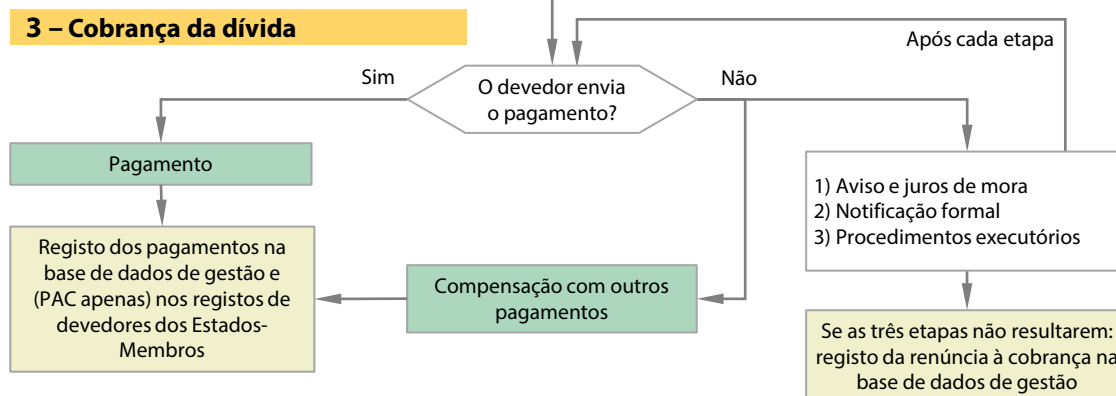 3 – Cobrança da dívida
Após cada etapa
Sim
O devedor envia
o pagamento?
Não
Pagamento
1) Aviso e juros de mora
2) Notificação formal
3) Procedimentos executórios
Registo dos pagamentos na
base de dados de gestão e
(PAC apenas) nos registos de
devedores dos Estados-
Membros
Compensação com outros
pagamentos
Se as três etapas não resultarem:
registo da renúncia à cobrança na
base de dados de gestão